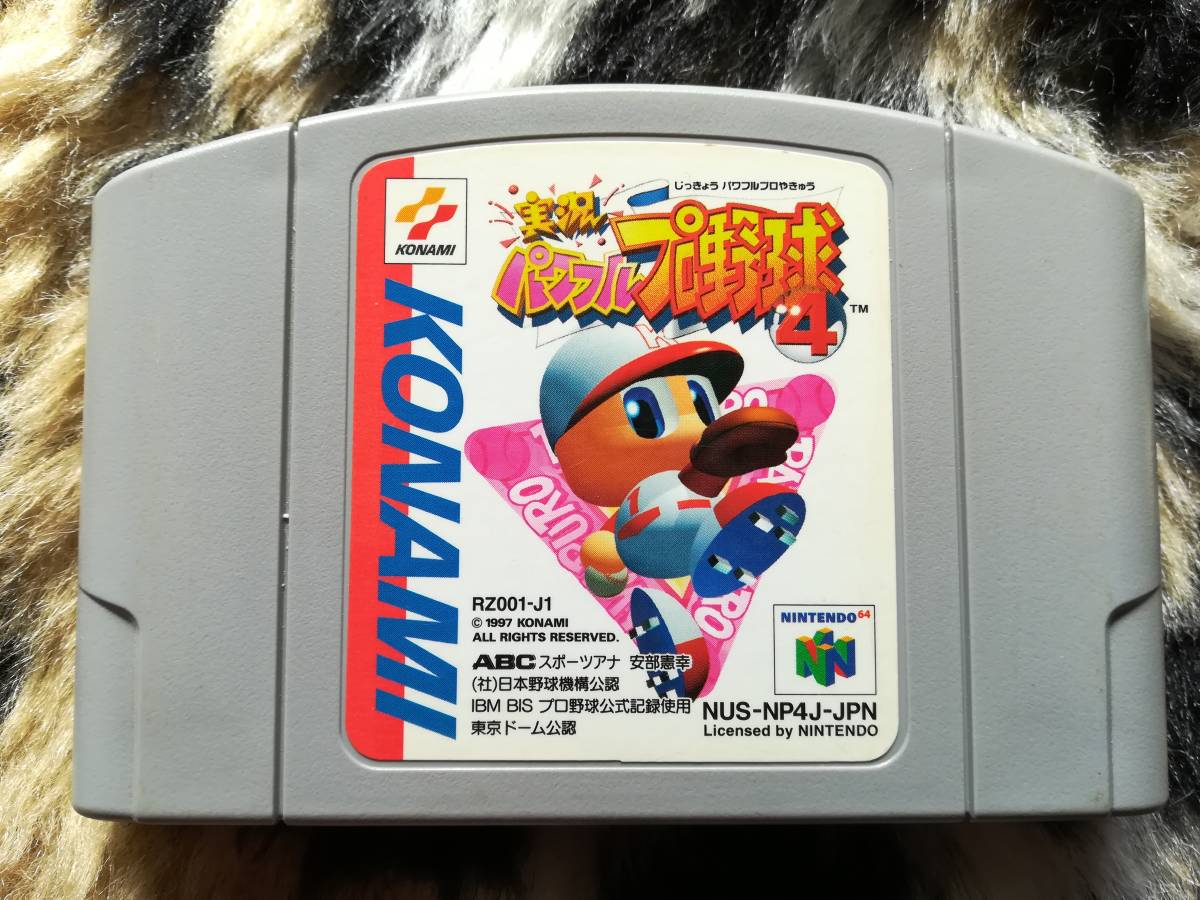 KONAMI
KONAMI
じっきょう パワフルプロやきゅう
実況
パワフルプロ野球
4
TM
PURO
PURO
RZ001-J1
© 1997 KONAMI
ALL RIGHTS RESERVED.
ABC スポーツアナ 安部憲幸
(社)日本野球機構公認
IBM BIS プロ野球公式記録使用
東京ドーム公認
NINTENDO 64
NUS-NP4J-JPN
Licensed by NINTENDO